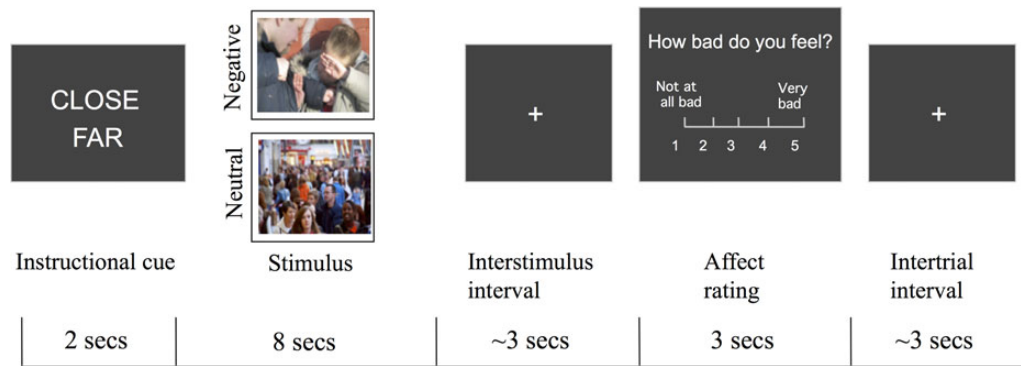 CLOSE
FAR
Negative
Neutral
+
How bad do you feel?
Not at
all bad
Very
bad
1 2 3 4 5
+
Instructional cue
Stimulus
Interstimulus
interval
Affect
rating
Intertrial
interval
2 secs
8 secs
~3 secs
3 secs
~3 secs